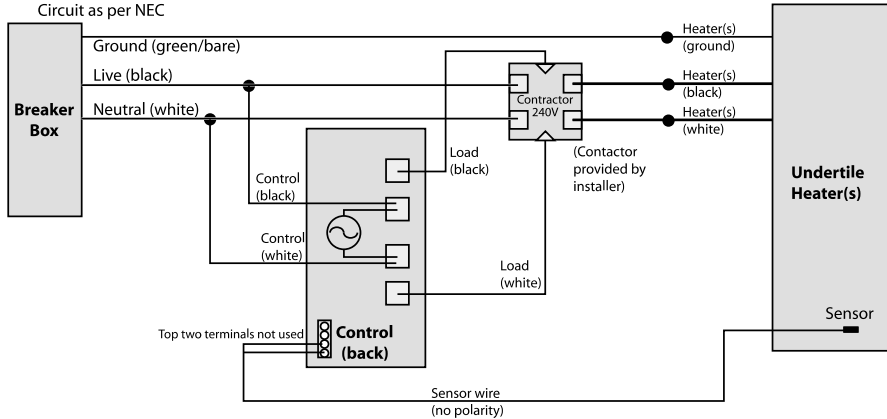 Circuit as per NEC
Ground (green/bare)
Live (black)
Neutral (white)
Breaker
Box
Heater(s)
(ground)
Heater(s)
(black)
Heater(s)
(white)
Contractor
240V
(Contactor
provided by
installer)
Load
(black)
Control
(black)
Control
(white)
Load
(white)
Undertile
Heater(s)
Sensor
Top two terminals not used
Control
(back)
Sensor wire
(no polarity)